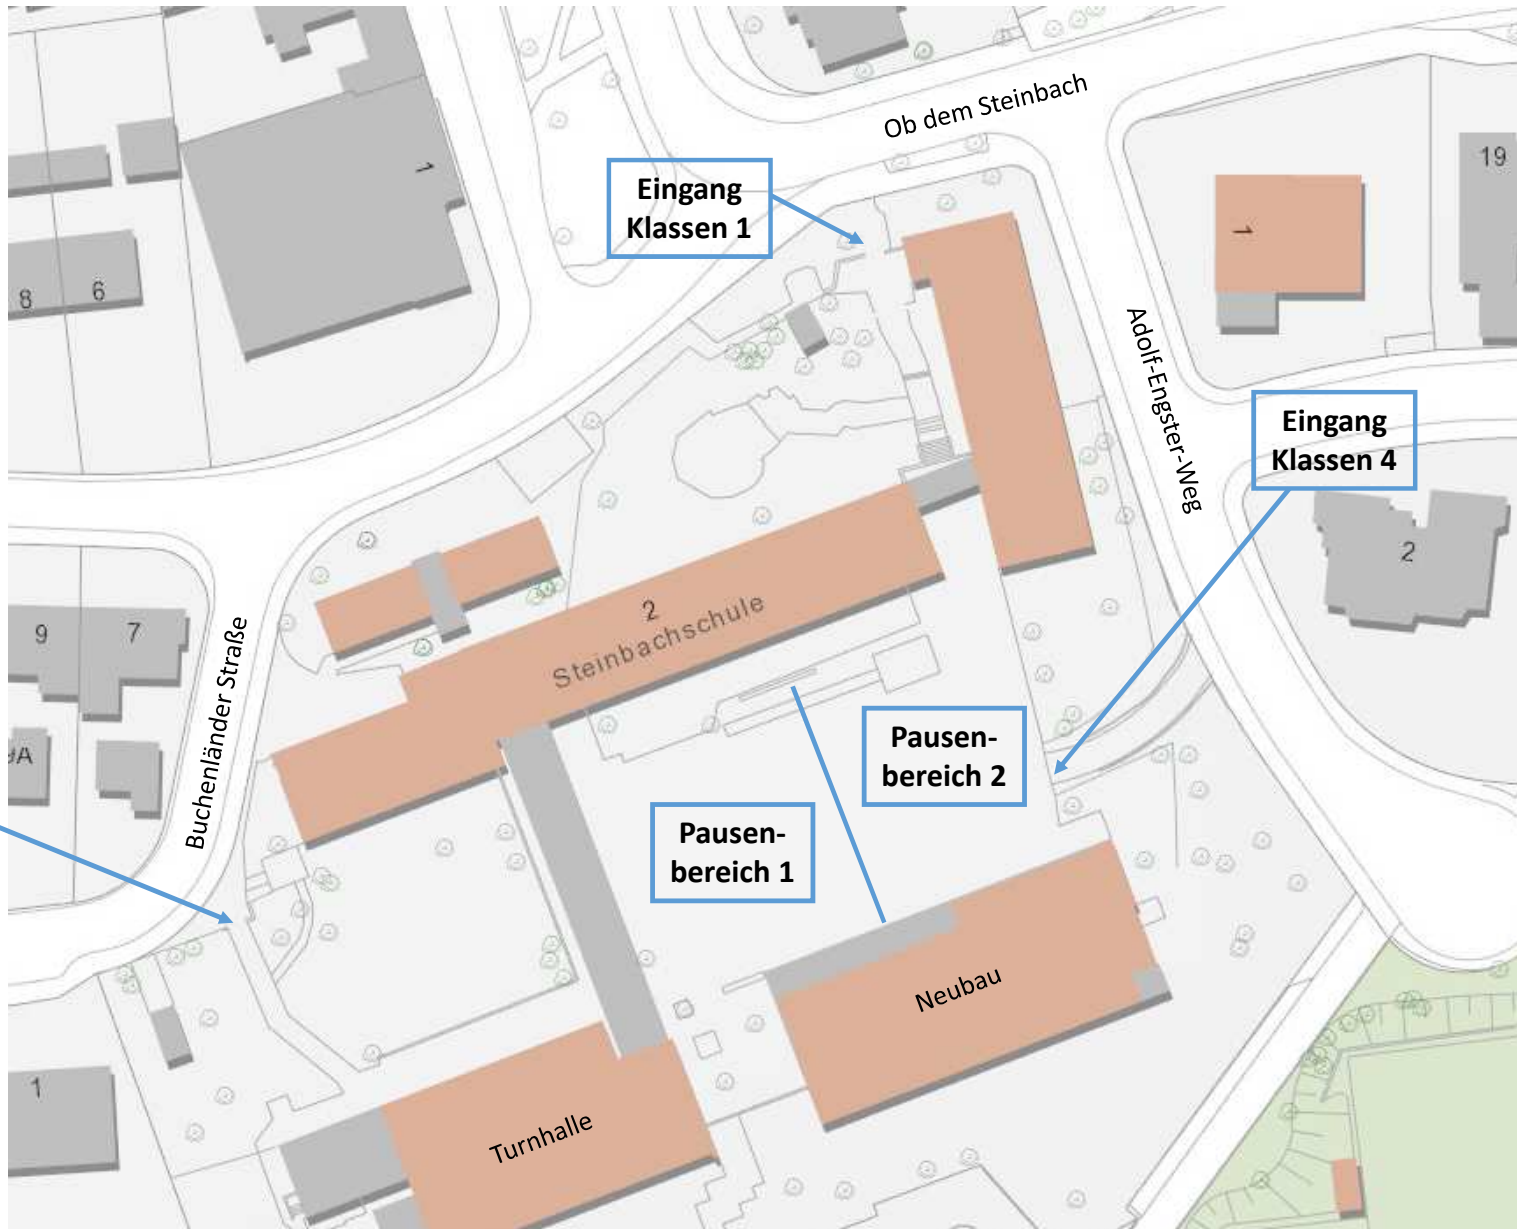 Ob dem Steinbach
1
19
Eingang
Klassen 1
1
8
6
Adolf-Engster-Weg
Eingang
Klassen 4
2
2
Steinbachschule
9
7
Buchenländer Straße
9A
Pausen-
bereich 2
Pausen-
bereich 1
Neubau
1
Turnhalle